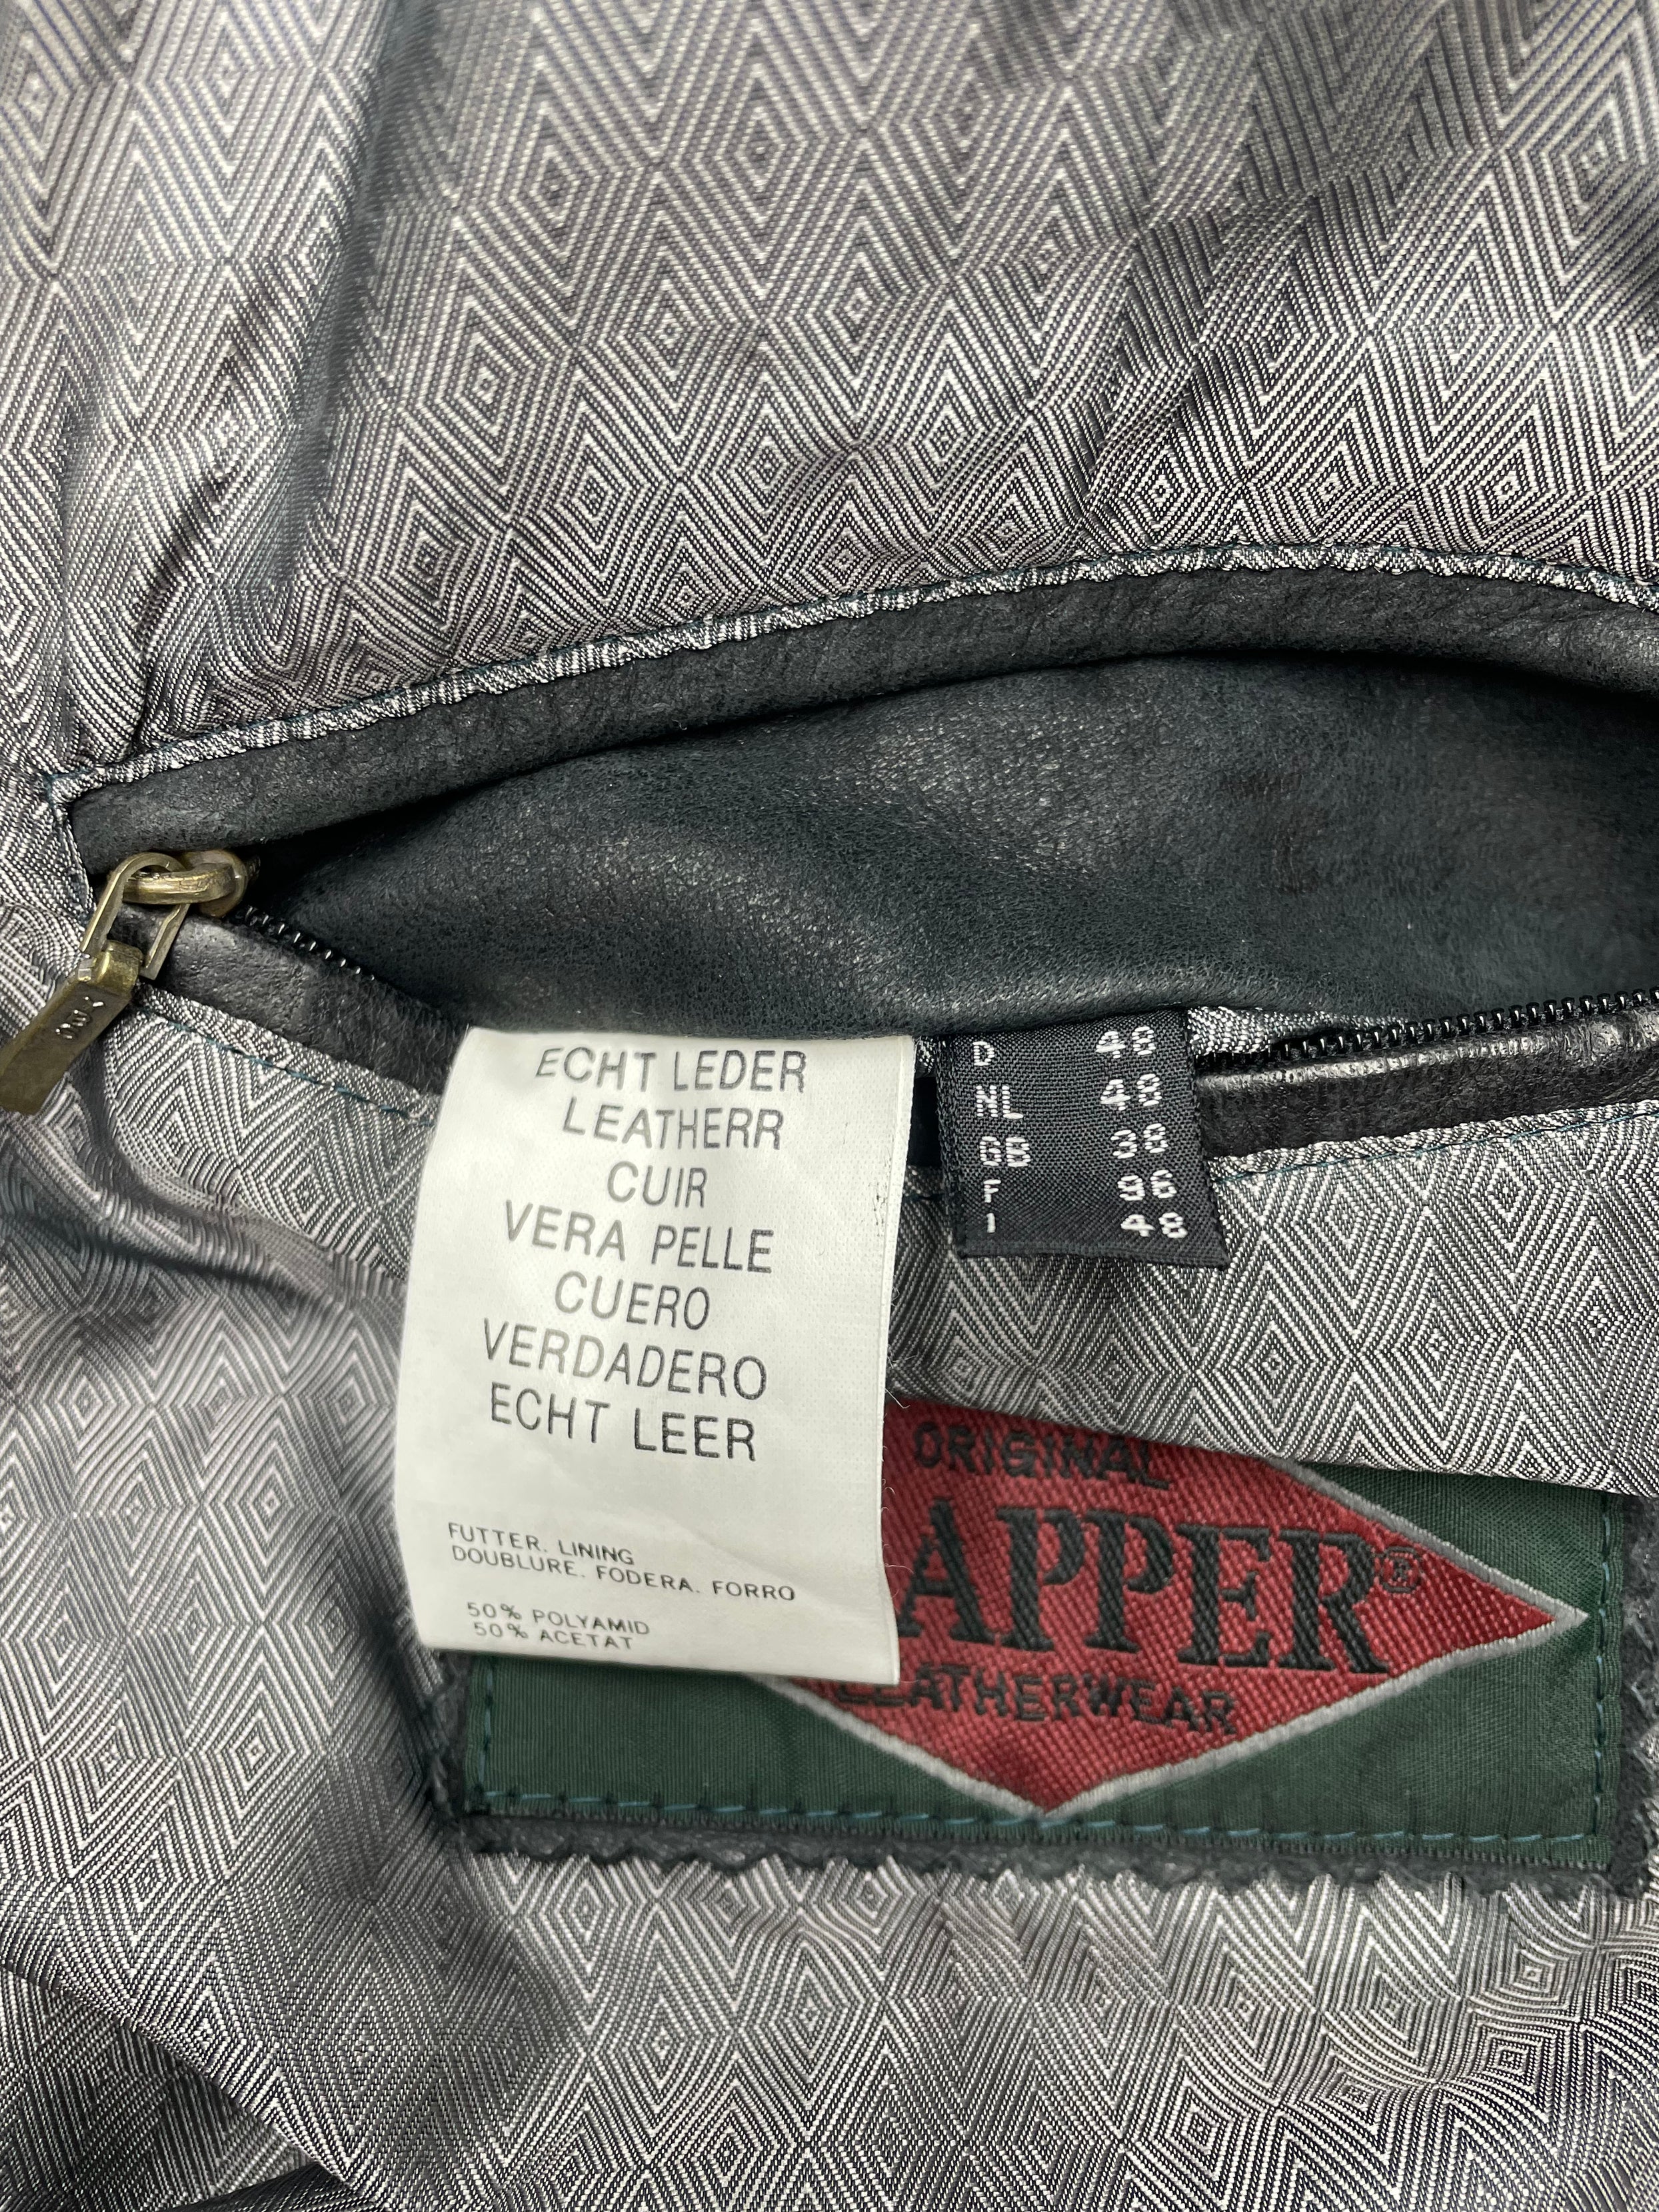 ECHT LEDER
LEATHERR
CUIR
VERA PELLE
CUERO
VERDADERO
ECHT LEER
FUTTER. LINING
DOUBLURE. FODERA. FORRO
50% POLYAMID
50% ACETAT
D 48
NL 48
GB 38
F 96
I 48
ORIGINAL
APPER®
LEATHERWEAR